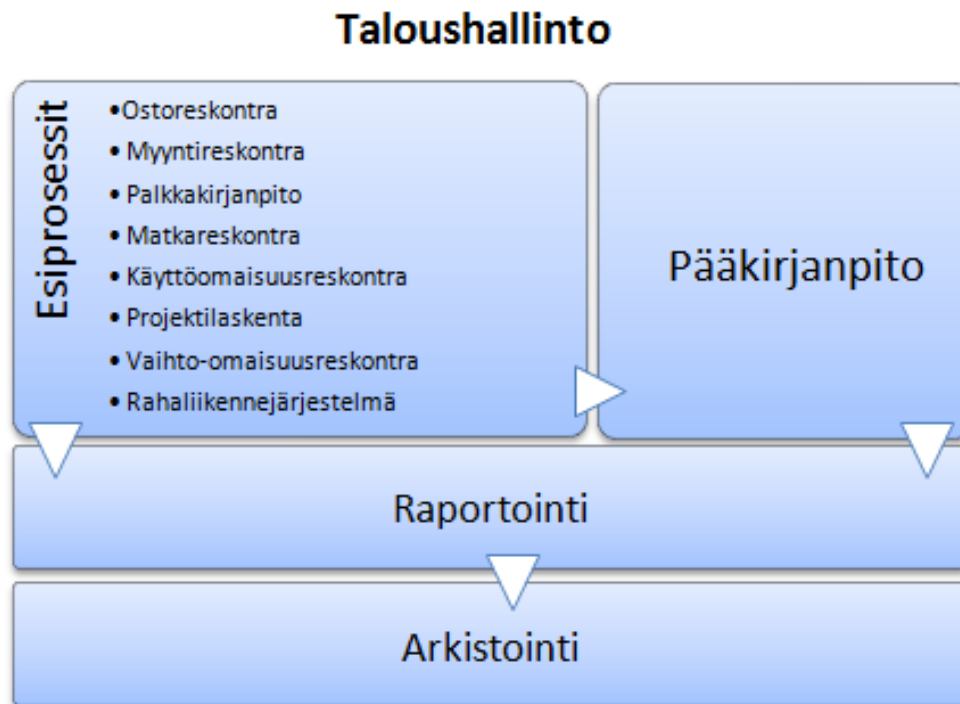 Taloushallinto
Esiprosessit
•Ostoreskontra
• Myyntireskontra
• Palkkakirjanpito
• Matkareskontra
• Käyttöomaisuusreskontra
• Projektilaskenta
• Vaihto-omaisuusreskontra
• Rahaliikennejärjestelmä
Pääkirjanpito
Raportointi
Arkistointi